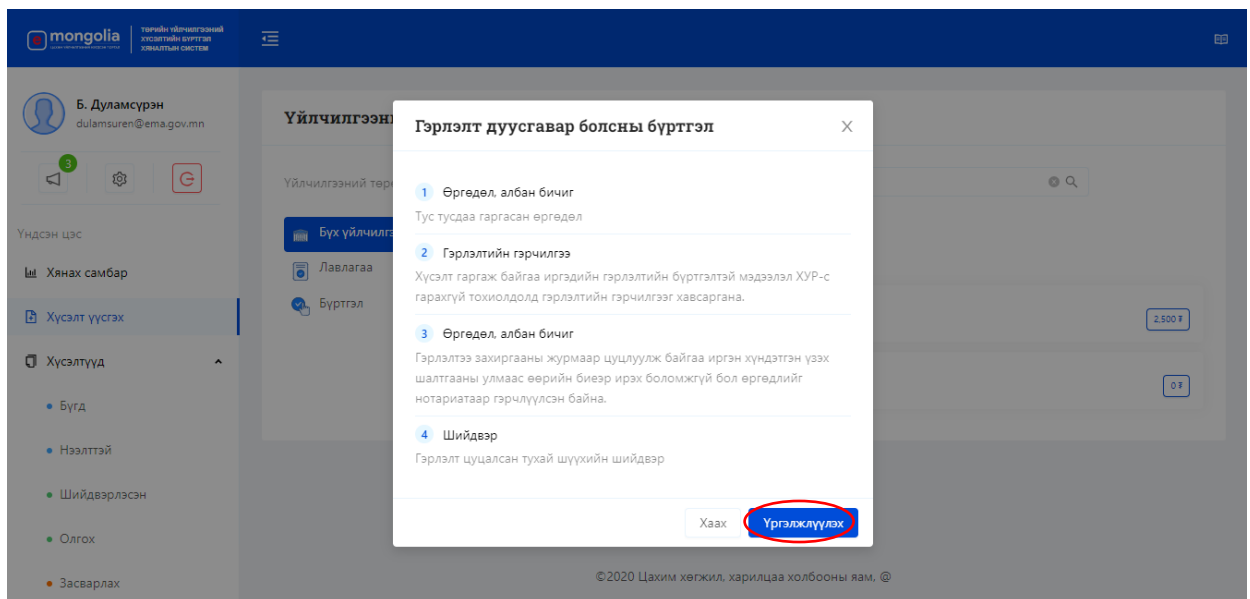 e mongolia
ТӨРИЙН ҮЙЛЧИЛГЭЭНИЙ
ХҮСЭЛТИЙН БҮРТГЭЛ
ХЯНАЛТЫН СИСТЕМ
Б. Дуламсүрэн
dulamsuren@ema.gov.mn
3
Үндсэн цэс
Хянах самбар
Хүсэлт үүсгэх
Хүсэлтүүд
Бүгд
Нээлттэй
Шийдвэрлэсэн
Олгох
Засварлах
Үйлчилгээни
Үйлчилгээний төр
Бүх үйлчилгэ
Лавлагаа
Бүртгэл
2,500 ₮
0 ₮
Гэрлэлт дуусгавар болсны бүртгэл
1 Өргөдөл, албан бичиг
Тус тусдаа гаргасан өргөдөл
2 Гэрлэлтийн гэрчилгээ
Хүсэлт гаргаж байгаа иргэдийн гэрлэлтийн бүртгэлтэй мэдээлэл ХУР-с
гарахгүй тохиолдолд гэрлэлтийн гэрчилгээг хавсаргана.
3 Өргөдөл, албан бичиг
Гэрлэлтээ захиргааны журмаар цуцлуулж байгаа иргэн хүндэтгэн үзэх
шалтгааны улмаас өөрийн биеэр ирэх боломжгүй бол өргөдлийг
нотариатаар гэрчлүүлсэн байна.
4 Шийдвэр
Гэрлэлт цуцалсан тухай шүүхийн шийдвэр
Хаах
Үргэлжлүүлэх
©2020 Цахим хөгжил, харилцаа холбооны яам, @